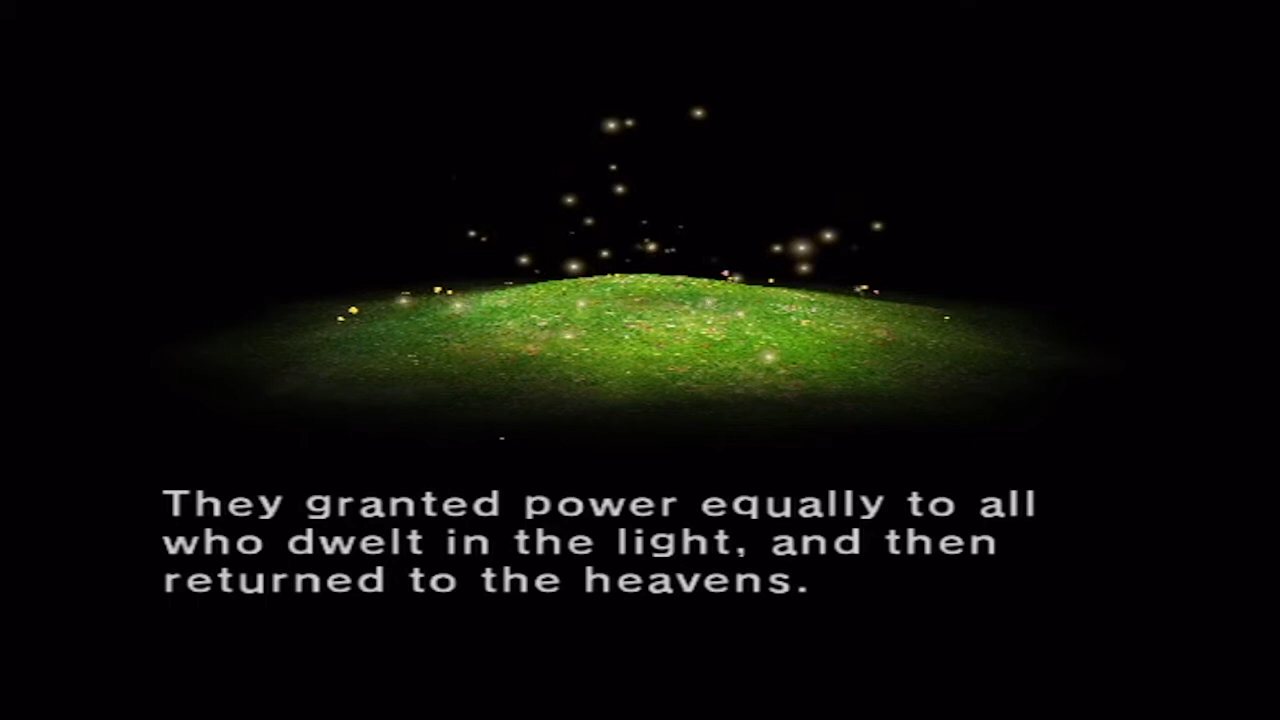 They granted power equally to all
who dwelt in the light, and then
returned to the heavens.